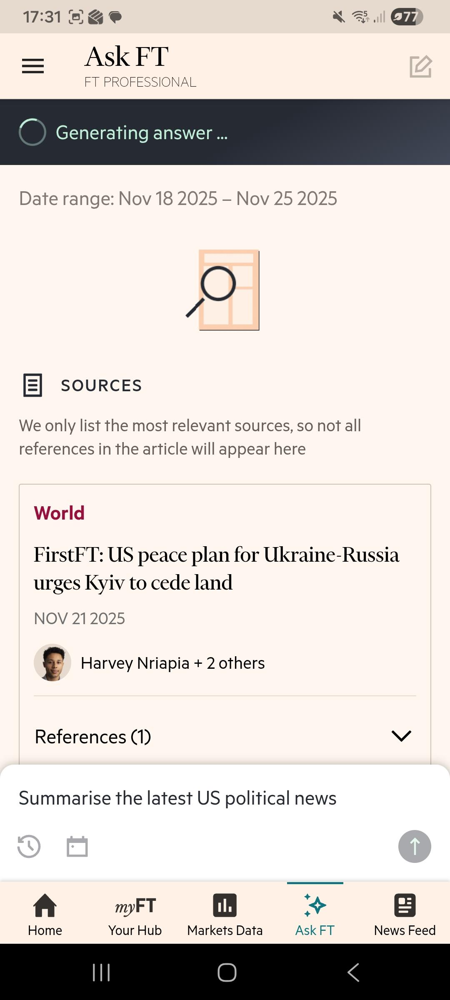 17:31
5
77
Ask FT
FT PROFESSIONAL
Generating answer ...
Date range: Nov 18 2025 – Nov 25 2025
SOURCES
We only list the most relevant sources, so not all
references in the article will appear here
World
FirstFT: US peace plan for Ukraine-Russia
urges Kyiv to cede land
NOV 21 2025
Harvey Nriapia + 2 others
References (1)
Summarise the latest US political news
myFT
Home
Your Hub
Markets Data
Ask FT
News Feed